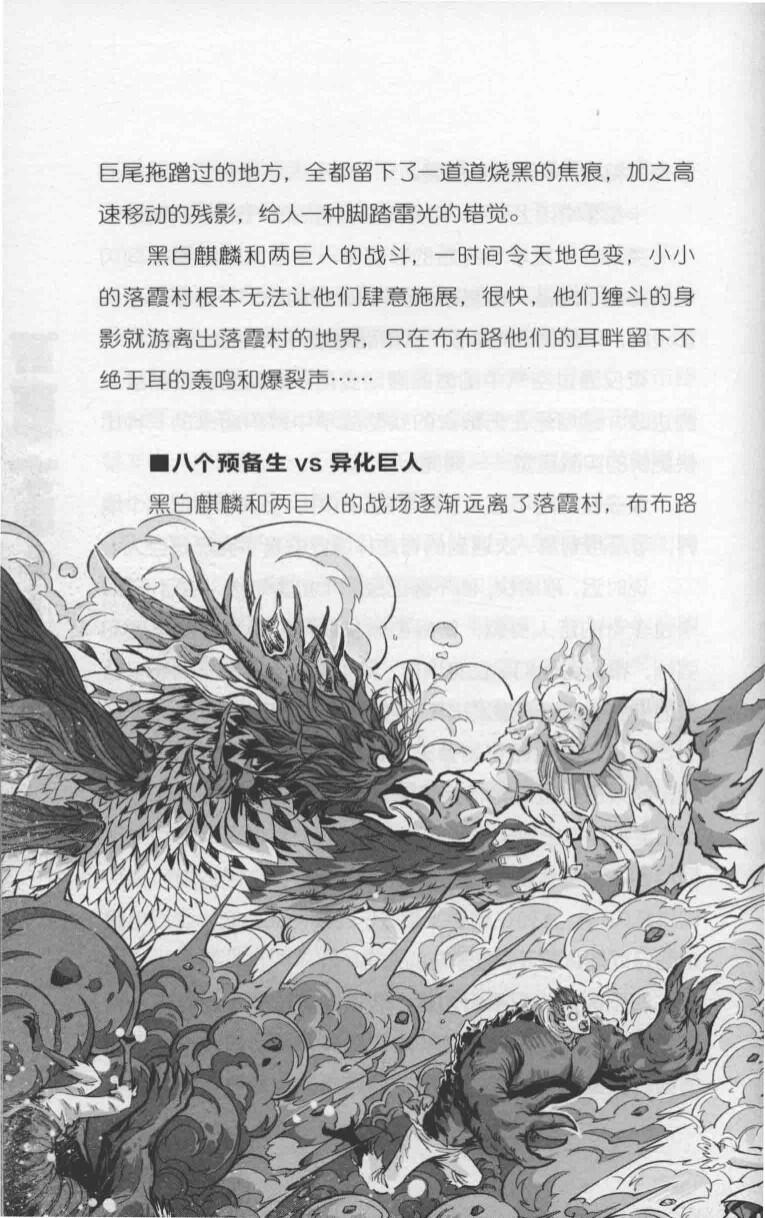 巨尾拖蹭过的地方，全都留下了一道道烧黑的焦痕，加之高
速移动的残影，给人一种脚踏雷光的错觉。
黑白麒麟和两巨人的战斗，一时间令天地色变，小小
的落霞村根本无法让他们肆意施展，很快，他们缠斗的身
影就游离出落霞村的地界，只在布布路他们的耳畔留下不
绝于耳的轰鸣和爆裂声……
■八个预备生 vs 异化巨人
黑白麒麟和两巨人的战场逐渐远离了落霞村，布布路